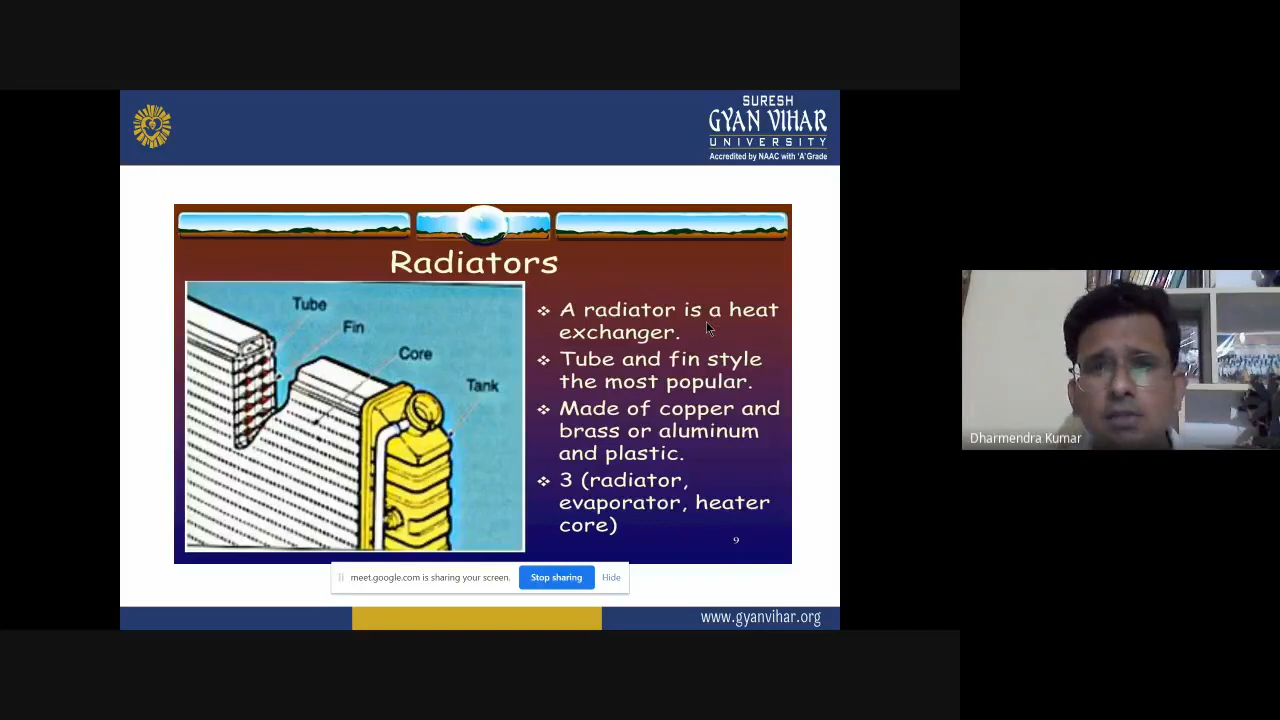 SURESH
GYAN VIHAR
UNIVERSITY
Accredited by NAAC with 'A' Grade
Radiators
Tube
Fin
Core
Tank
❖ A radiator is a heat
exchanger.
❖ Tube and fin style
the most popular.
❖ Made of copper and
brass or aluminum
and plastic.
❖ 3 (radiator,
evaporator, heater
core)
9
meet.google.com is sharing your screen.
Stop sharing
Hide
www.gyanvihar.org
Dharmendra Kumar